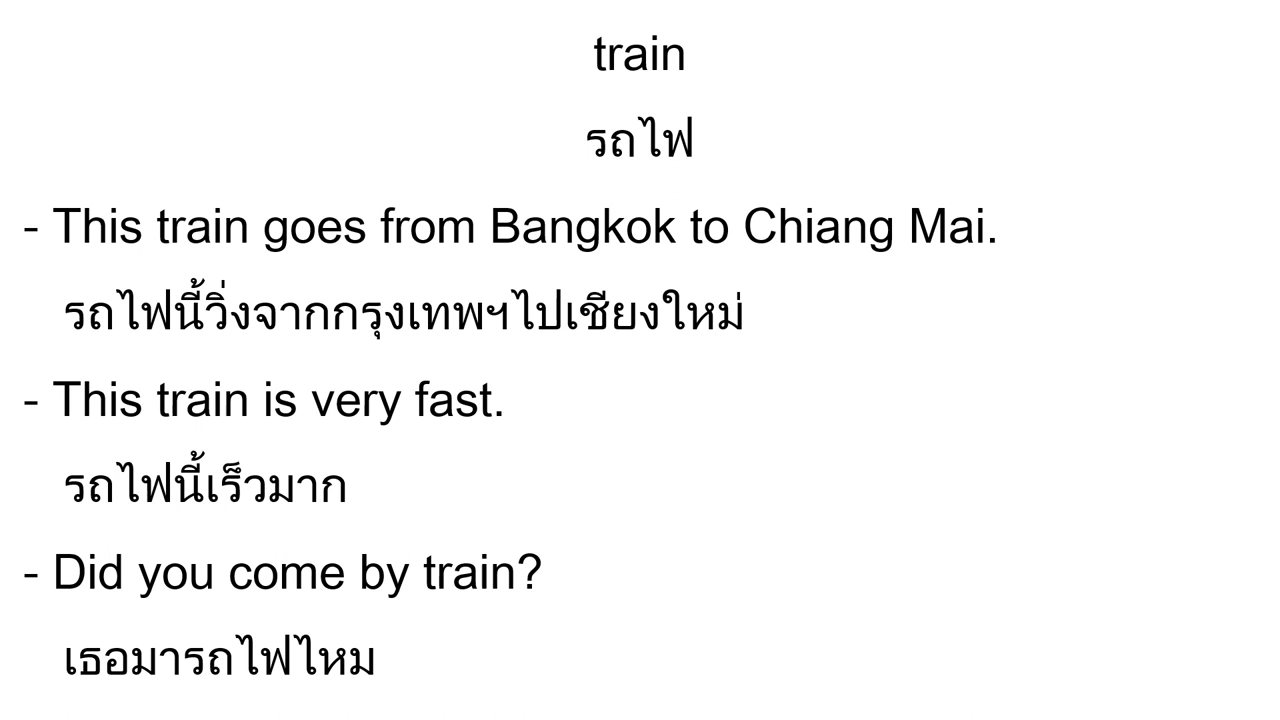 train
รถไฟ
- This train goes from Bangkok to Chiang Mai.
รถไฟนี้วิ่งจากกรุงเทพฯไปเชียงใหม่
- This train is very fast.
รถไฟนี้เร็วมาก
- Did you come by train?
เธอมารถไฟไหม